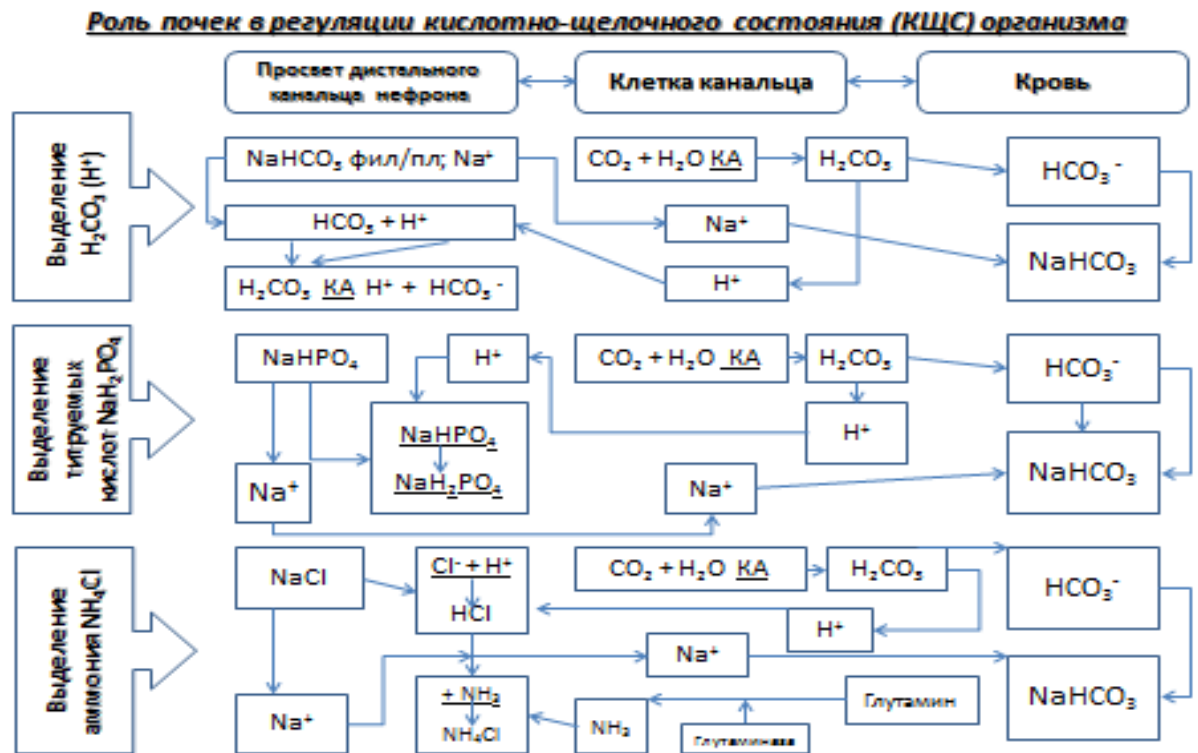 Роль почек в регуляции кислотно-щелочного состояния (КЩС) организма
Просвет дистального
канальца нефрона
Клетка канальца
Кровь
Выделение
H₂CO₃ (H⁺)
NaHCO₃ фил/пл; Na⁺
CO₂ + H₂O КА
H₂CO₃
HCO₃⁻
HCO₃ + H⁺
Na⁺
NaHCO₃
H₂CO₃ КА H⁺ + HCO₃⁻
H⁺
Выделение
титруемых
кислот NaH₂PO₄
NaHPO₄
H⁺
CO₂ + H₂O КА
H₂CO₃
HCO₃⁻
NaHPO₄
NaH₂PO₄
H⁺
Na⁺
Na⁺
NaHCO₃
Выделение
аммония NH₄Cl
NaCl
Cl⁻ + H⁺
HCl
CO₂ + H₂O КА
H₂CO₃
HCO₃⁻
H⁺
Na⁺
Na⁺
+ NH₃
NH₄Cl
NH₃
Глутамин
Глутаминаза
NaHCO₃